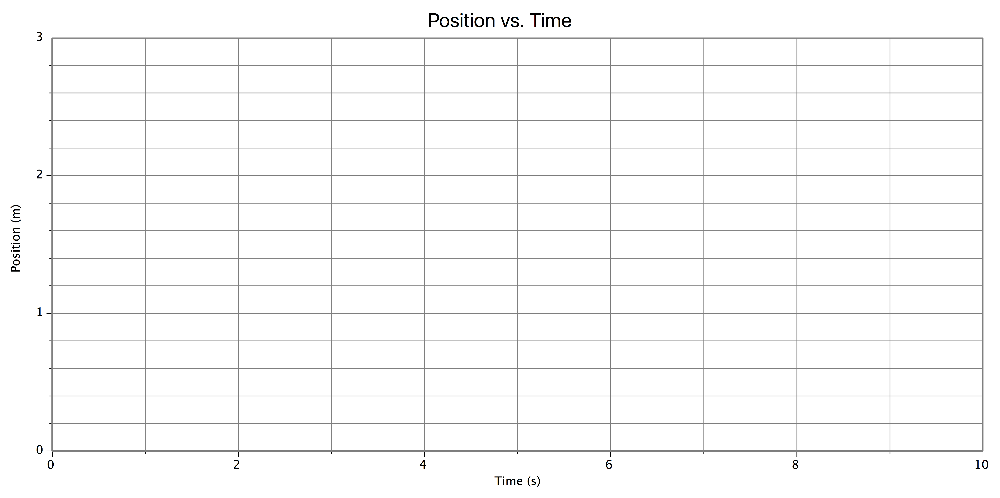 Position vs. Time
3
2
1
0
Position (m)
0 2 4 6 8 10
Time (s)